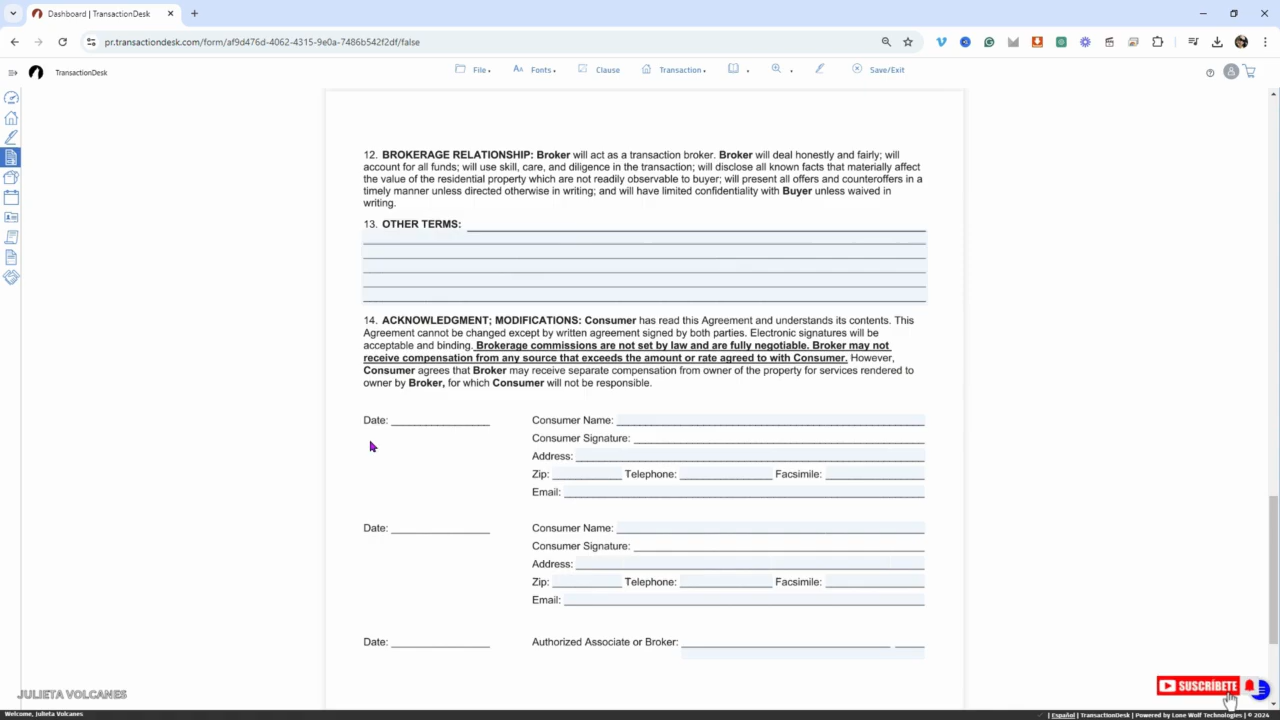 Dashboard | TransactionDesk
pr.transactiondesk.com/form/af9d476d-4062-4315-9e0a-7486b542f2df/false
TransactionDesk
File
Fonts
Clause
Transaction
Save/Exit
12. BROKERAGE RELATIONSHIP: Broker will act as a transaction broker. Broker will deal honestly and fairly; will
account for all funds; will use skill, care, and diligence in the transaction; will disclose all known facts that materially affect
the value of the residential property which are not readily observable to buyer; will present all offers and counteroffers in a
timely manner unless directed otherwise in writing; and will have limited confidentiality with Buyer unless waived in
writing.
13. OTHER TERMS:
14. ACKNOWLEDGMENT; MODIFICATIONS: Consumer has read this Agreement and understands its contents. This
Agreement cannot be changed except by written agreement signed by both parties. Electronic signatures will be
acceptable and binding. Brokerage commissions are not set by law and are fully negotiable. Broker may not
receive compensation from any source that exceeds the amount or rate agreed to with Consumer. However,
Consumer agrees that Broker may receive separate compensation from owner of the property for services rendered to
owner by Broker, for which Consumer will not be responsible.
Date: Consumer Name:
Consumer Signature:
Address:
Zip: Telephone: Facsimile:
Email:
Date: Consumer Name:
Consumer Signature:
Address:
Zip: Telephone: Facsimile:
Email:
Date: Authorized Associate or Broker:
SUSCRÍBETE
JULIETA VOLCANES
Welcome, Julieta Volcanes
| Español | TransactionDesk | Powered by Lone Wolf Technologies | © 2024